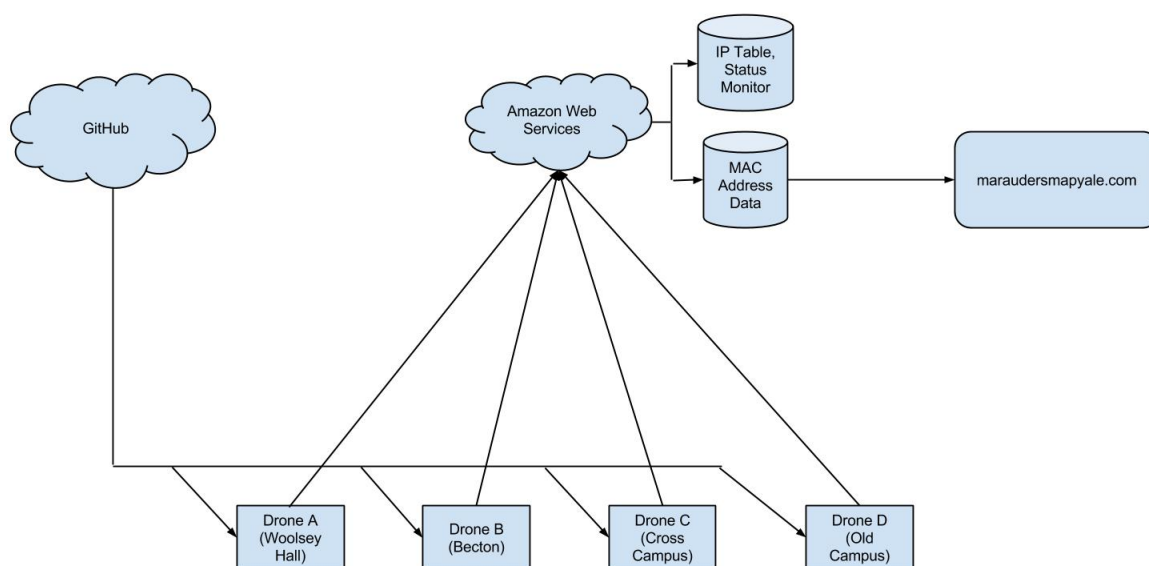 GitHub
Amazon Web
Services
IP Table,
Status
Monitor
MAC
Address
Data
maraudersmapyale.com
Drone A
(Woolsey
Hall)
Drone B
(Becton)
Drone C
(Cross
Campus)
Drone D
(Old
Campus)